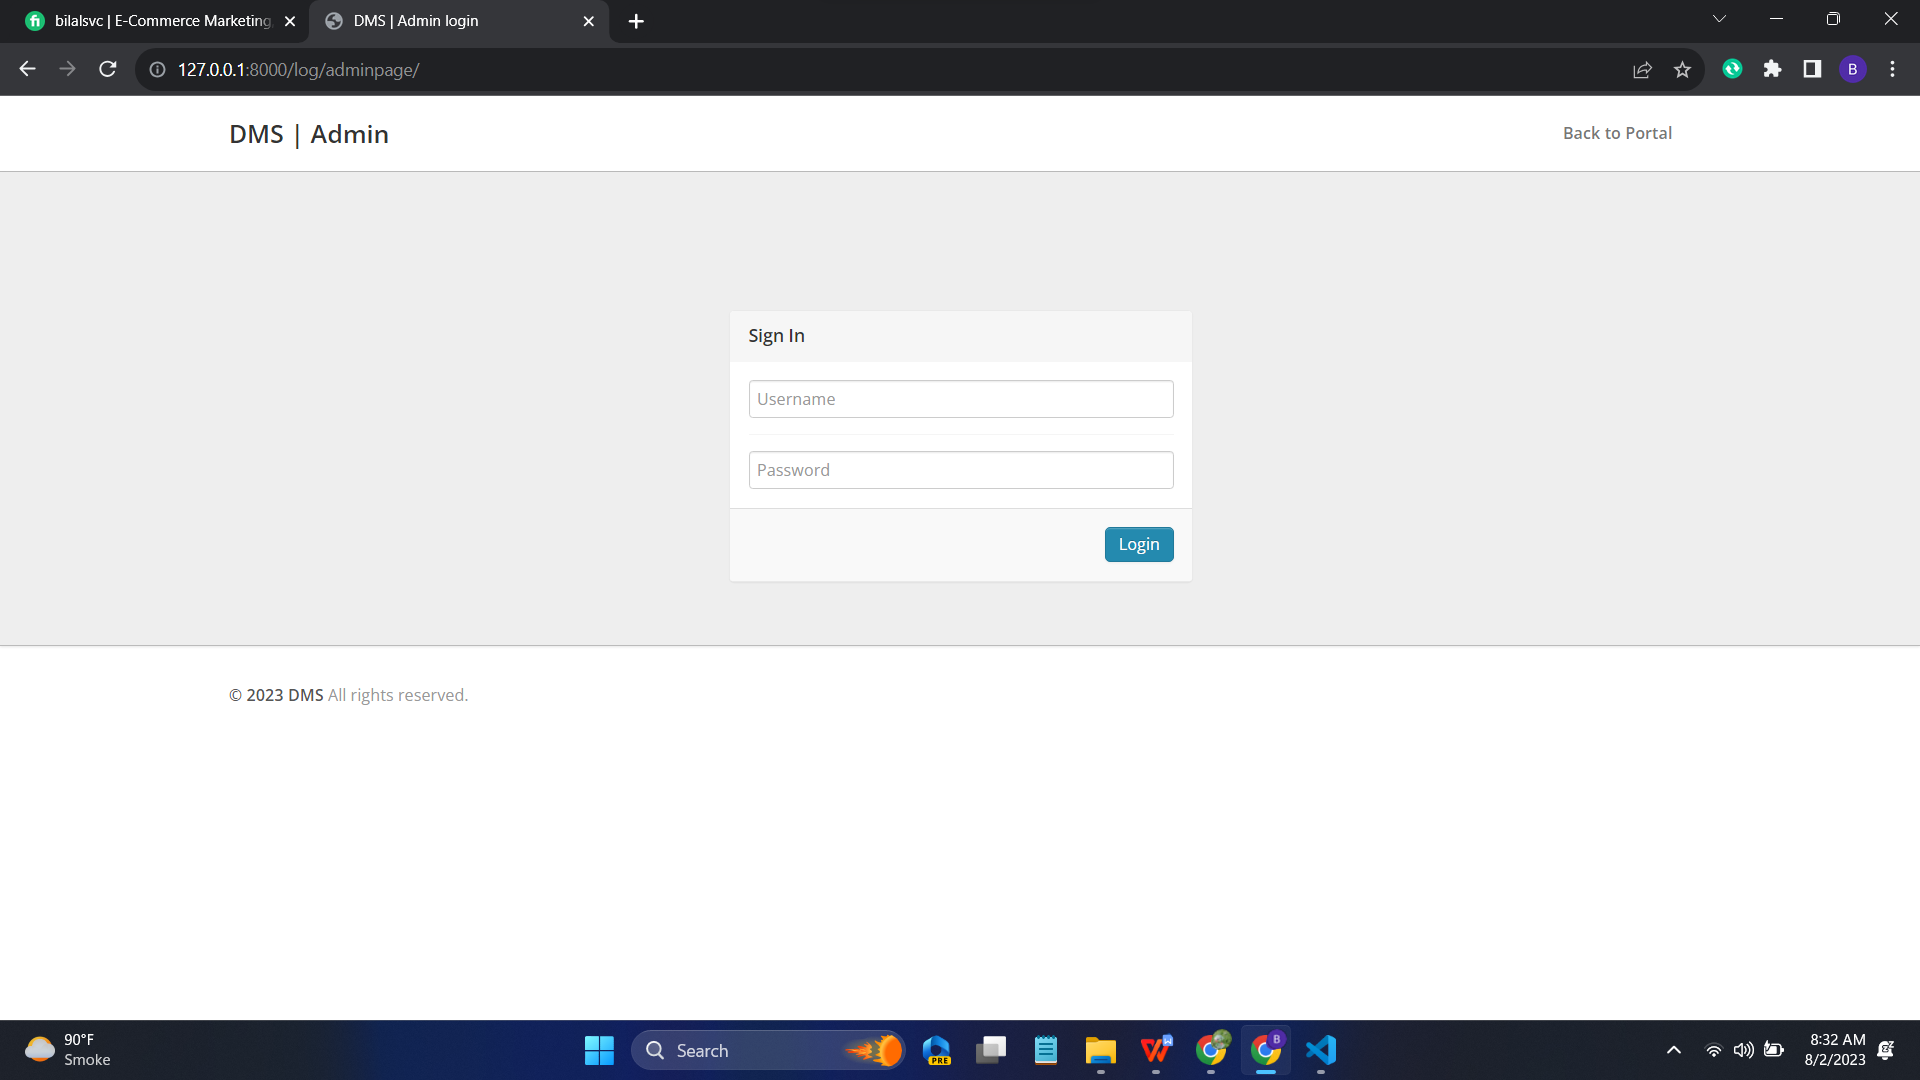 bilalsvc | E-Commerce Marketing
DMS | Admin login
127.0.0.1:8000/log/adminpage/
B
DMS | Admin
Back to Portal
Sign In
Username
Password
Login
© 2023 DMS All rights reserved.
90°F
Smoke
Search
PRE
B
8:32 AM
8/2/2023